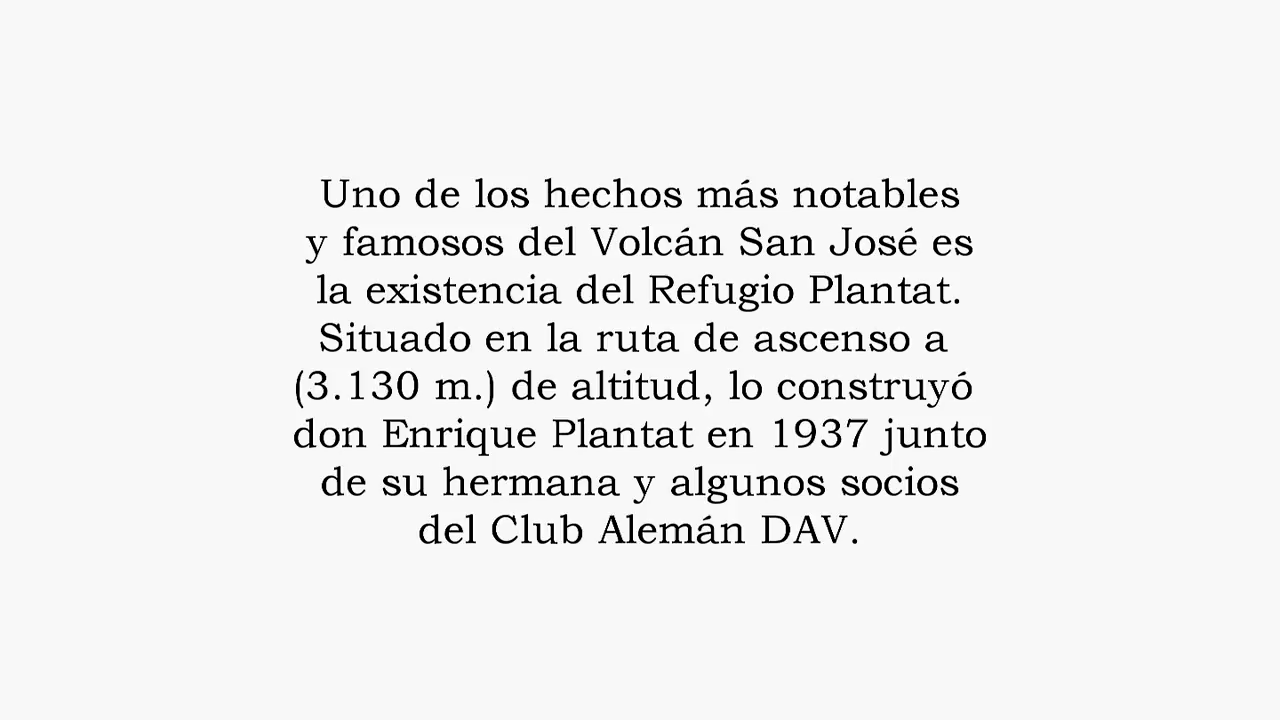 Uno de los hechos más notables
y famosos del Volcán San José es
la existencia del Refugio Plantat.
Situado en la ruta de ascenso a
(3.130 m.) de altitud, lo construyó
don Enrique Plantat en 1937 junto
de su hermana y algunos socios
del Club Alemán DAV.